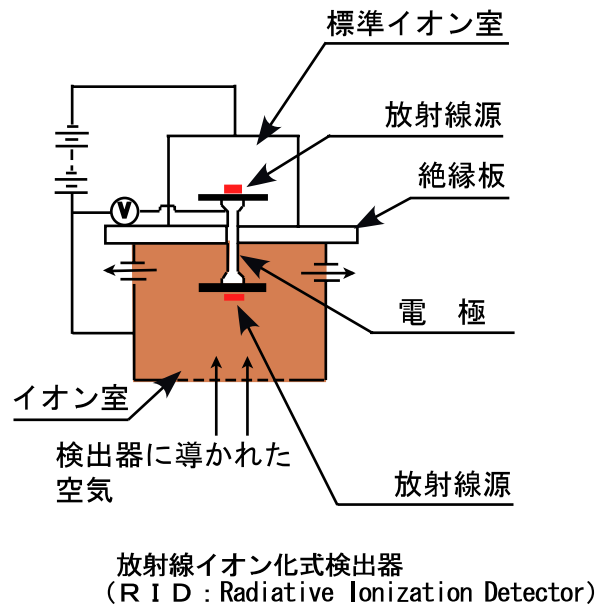 標準イオン室
放射線源
絶縁板
V
電 極
イオン室
検出器に導かれた
空気
放射線源
放射線イオン化式検出器
（ＲＩＤ：Radiative Ionization Detector）